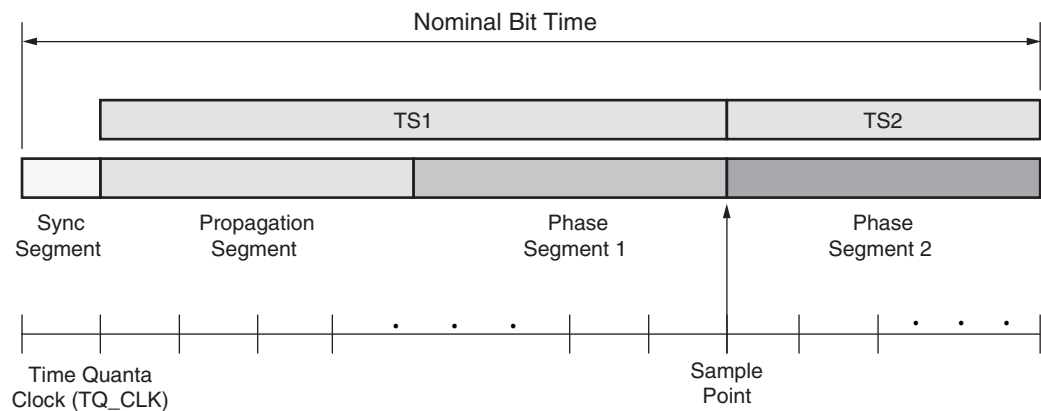 Nominal Bit Time
TS1
TS2
Sync
Segment
Propagation
Segment
Phase
Segment 1
Phase
Segment 2
Time Quanta
Clock (TQ_CLK)
Sample
Point